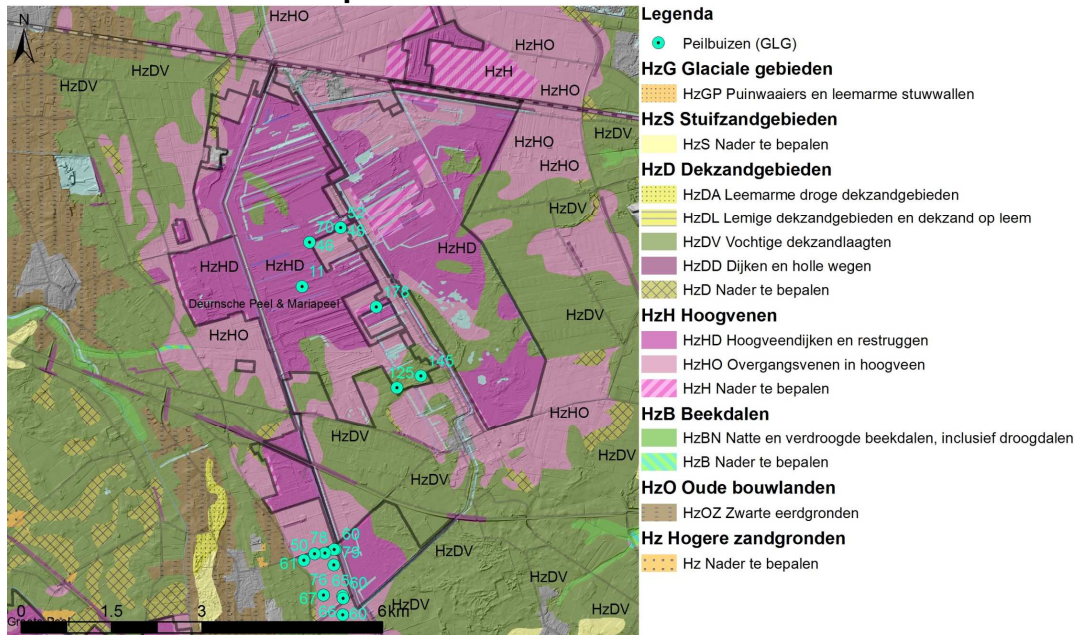 N
HzHO
HzHO
HzH
HzHO
HzDV
HzDV
HzHO
HzHO
HzDV
HzDV
52
70
48
46
HzHD
HzHD
HzHD
11
178
Deurnsche Peel & Mariapeel
HzDV
HzHO
145
125
HzHO
HzDV
HzDV
HzDV
60
78
50
79
61
HzDV
76
65
60
67
66
60
HzDV
HzDV
HzDV
0 1.5 3 6 km
Legenda
Peilbuizen (GLG)
HzG Glaciale gebieden
HzGP Puinwaaiers en leemarme stuwwallen
HzS Stuifzandgebieden
HzS Nader te bepalen
HzD Dekzandgebieden
HzDA Leemarme droge dekzandgebieden
HzDL Lemige dekzandgebieden en dekzand op leem
HzDV Vochtige dekzandlaagten
HzDD Dijken en holle wegen
HzD Nader te bepalen
HzH Hoogvenen
HzHD Hoogveendijken en restruggen
HzHO Overgangsvenen in hoogveen
HzH Nader te bepalen
HzB Beekdalen
HzBN Natte en verdroogde beekdalen, inclusief droogdalen
HzB Nader te bepalen
HzO Oude bouwlanden
HzOZ Zwarte eerdgronden
Hz Hogere zandgronden
Hz Nader te bepalen